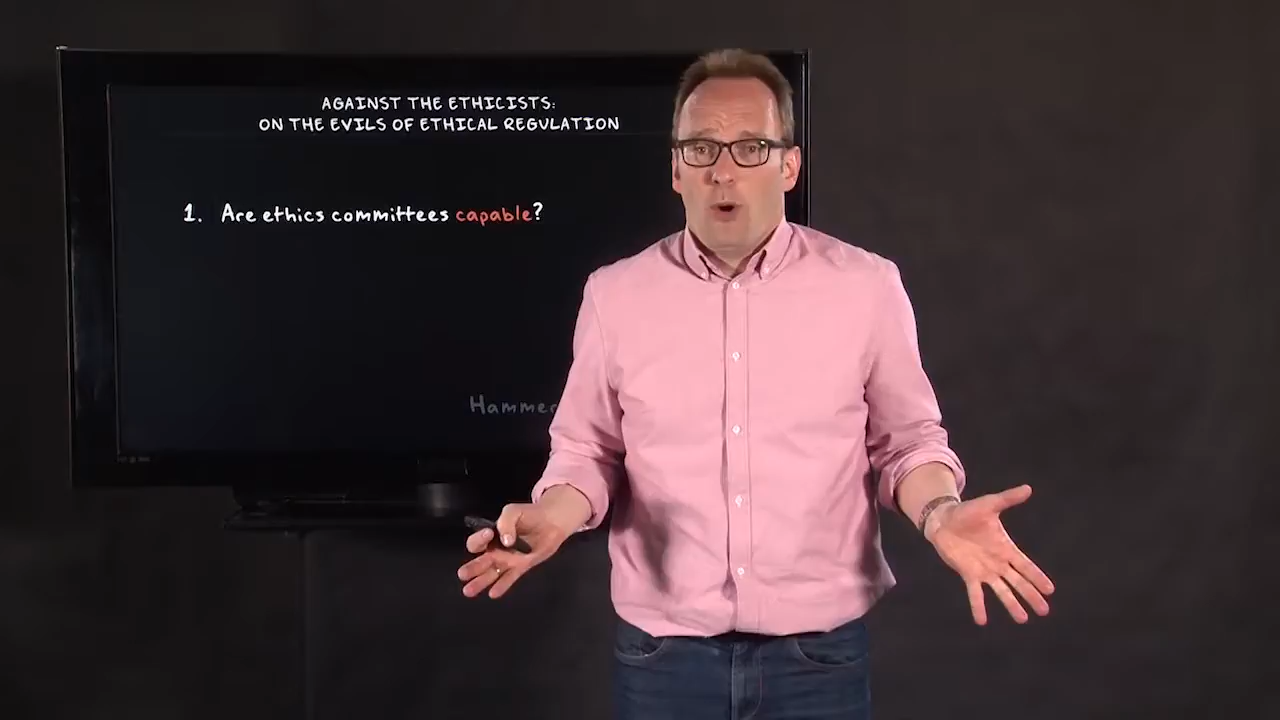 AGAINST THE ETHICISTS:
ON THE EVILS OF ETHICAL REGULATION
1. Are ethics committees capable?